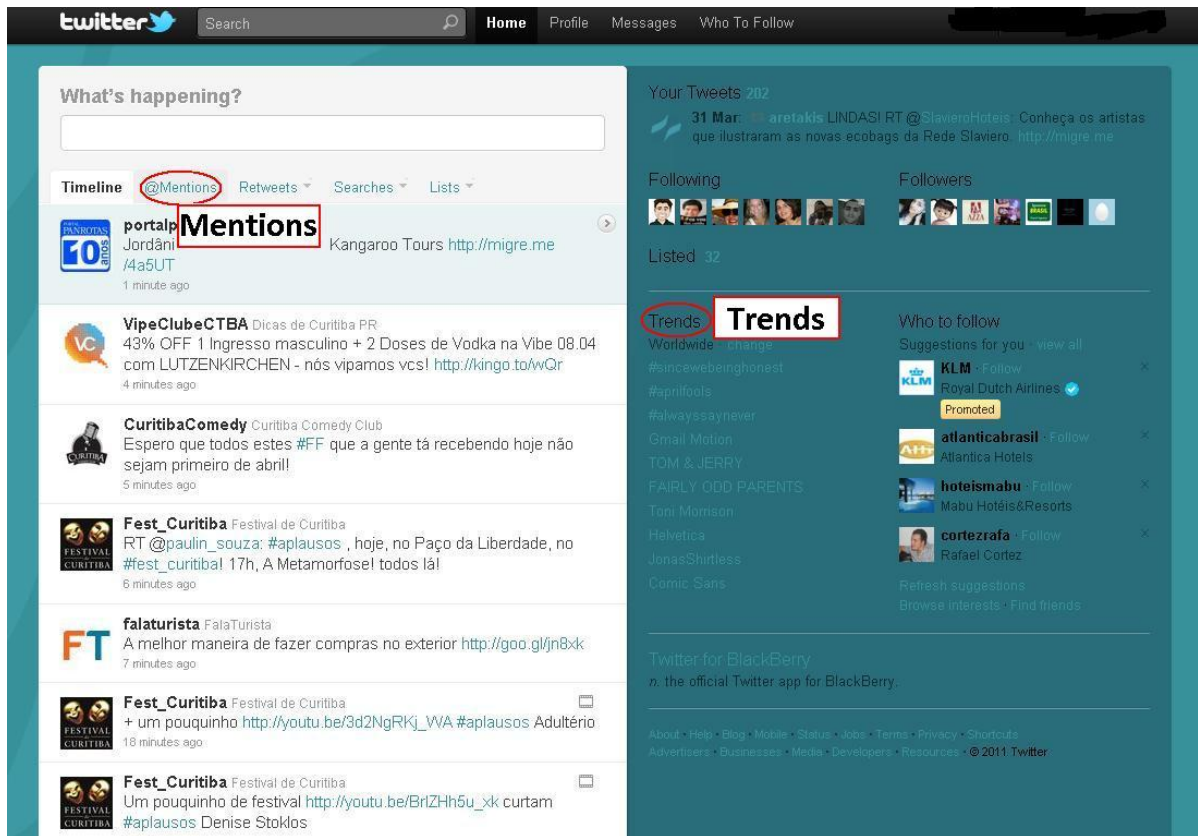 twitter
Search
Home Profile Messages Who To Follow
What's happening?
Timeline @Mentions Retweets Searches Lists
Mentions
portalp
Jordâni Kangaroo Tours http://migre.me
/4a5UT
1 minute ago
PANROTAS
10 anos
VipeClubeCTBA Dicas de Curitiba PR
43% OFF 1 Ingresso masculino + 2 Doses de Vodka na Vibe 08.04
com LUTZENKIRCHEN - nós vipamos vcs! http://kingo.to/wQr
4 minutes ago
VC
CuritibaComedy Curitiba Comedy Club
Espero que todos estes #FF que a gente tá recebendo hoje não
sejam primeiro de abril!
5 minutes ago
CURITIBA
Fest_Curitiba Festival de Curitiba
RT @paulin_souza: #aplausos , hoje, no Paço da Liberdade, no
#fest_curitiba! 17h, A Metamorfose! todos lá!
6 minutes ago
FESTIVAL
CURITIBA
falaturista FalaTurista
A melhor maneira de fazer compras no exterior http://goo.gl/jn8xk
7 minutes ago
FT
Fest_Curitiba Festival de Curitiba
+ um pouquinho http://youtu.be/3d2NgRKj_WA #aplausos Adultério
18 minutes ago
FESTIVAL
CURITIBA
Fest_Curitiba Festival de Curitiba
Um pouquinho de festival http://youtu.be/BrIZHh5u_xk curtam
#aplausos Denise Stoklos
FESTIVAL
CURITIBA
Your Tweets 202
31 Mar: aretakis LINDAS! RT @SlavieroHoteis Conheça os artistas
que ilustraram as novas ecobags da Rede Slaviero. http://migre.me
Following Followers
Listed 32
Trends
Trends
Worldwide · change
#sincewebeinghonest
#aprilfools
#alwayssaynever
Gmail Motion
TOM & JERRY
FAIRLY ODD PARENTS
Toni Morrison
Helvetica
JonasShirtless
Comic Sans
Who to follow
Suggestions for you · view all
KLM · Follow ×
Royal Dutch Airlines
Promoted
atlanticabrasil · Follow ×
Atlantica Hotels
hoteismabu · Follow ×
Mabu Hotéis&Resorts
cortezrafa · Follow ×
Rafael Cortez
Refresh suggestions
Browse interests · Find friends
Twitter for BlackBerry
n. the official Twitter app for BlackBerry.
About · Help · Blog · Mobile · Status · Jobs · Terms · Privacy · Shortcuts
Advertisers · Businesses · Media · Developers · Resources · © 2011 Twitter